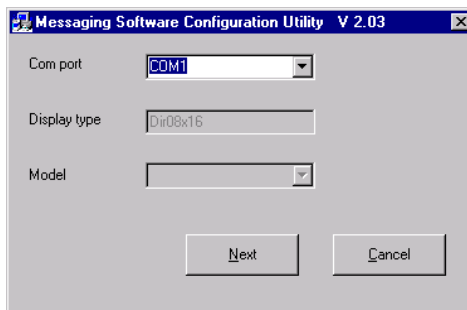 Messaging Software Configuration Utility V 2.03
Com port COM1
Display type Dir08x16
Model
Next Cancel